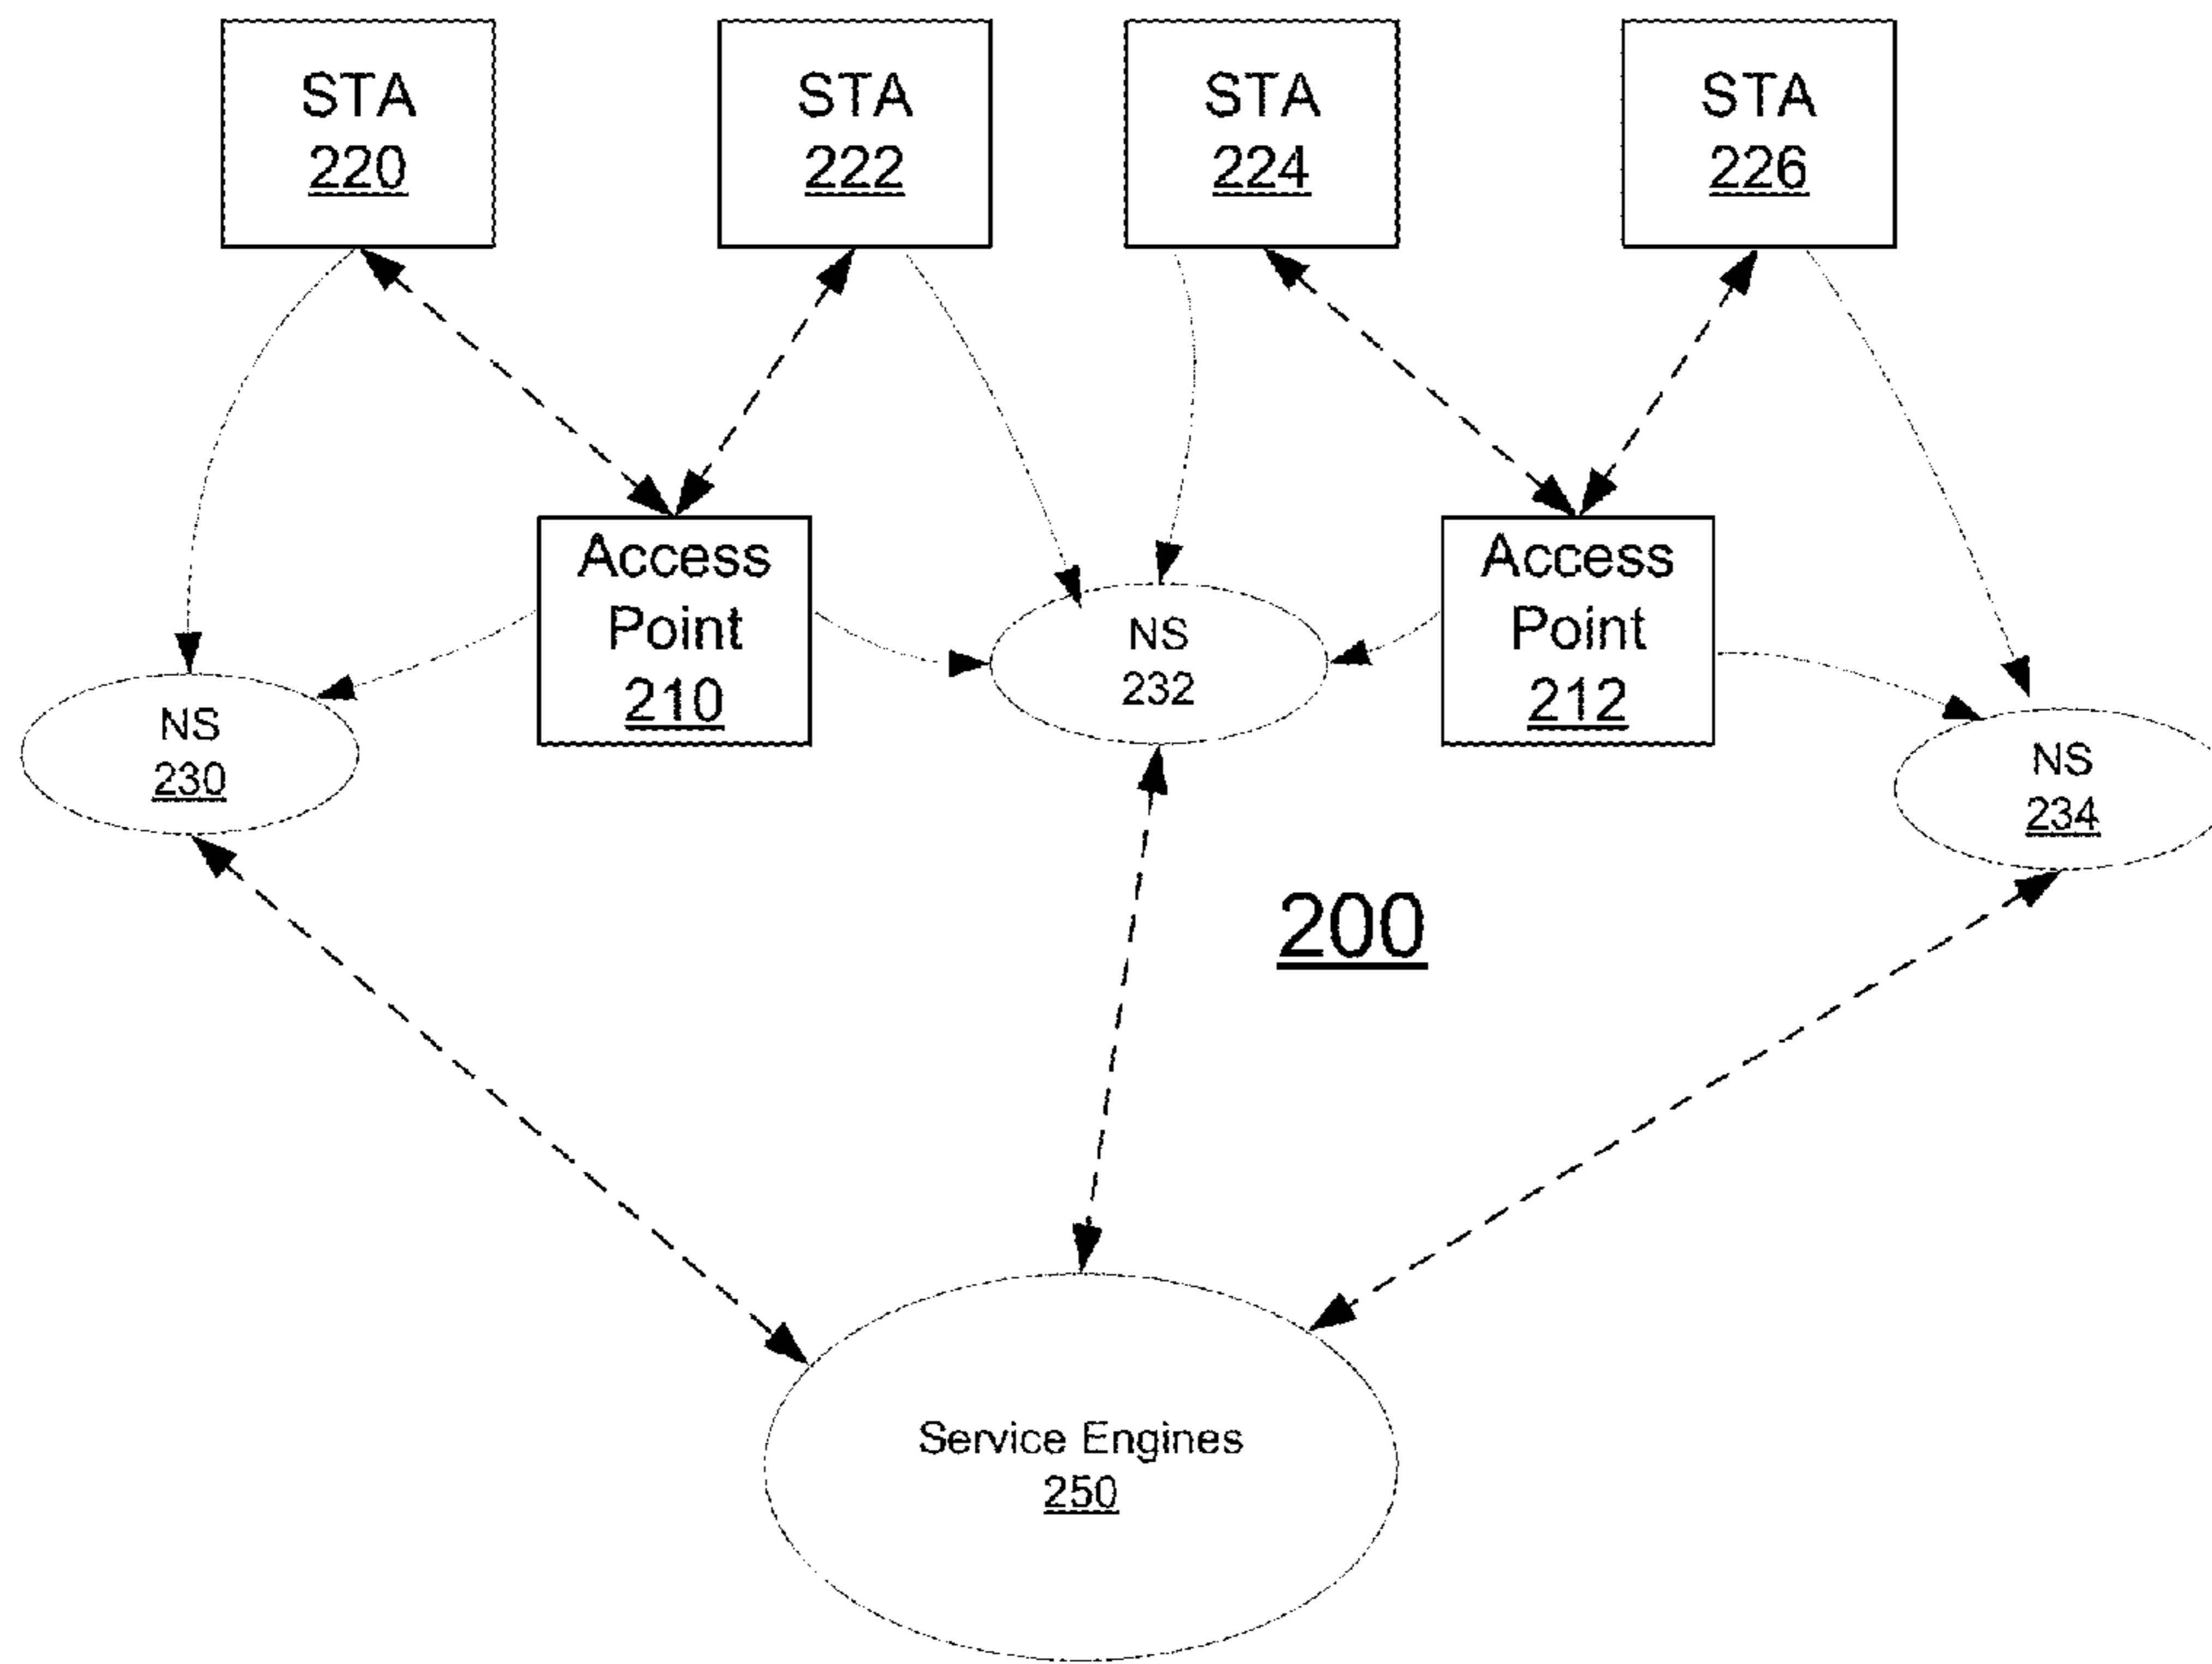 STA
220
STA
222
STA
224
STA
226
Access
Point
210
NS
232
Access
Point
212
NS
230
NS
234
200
Service Engines
250